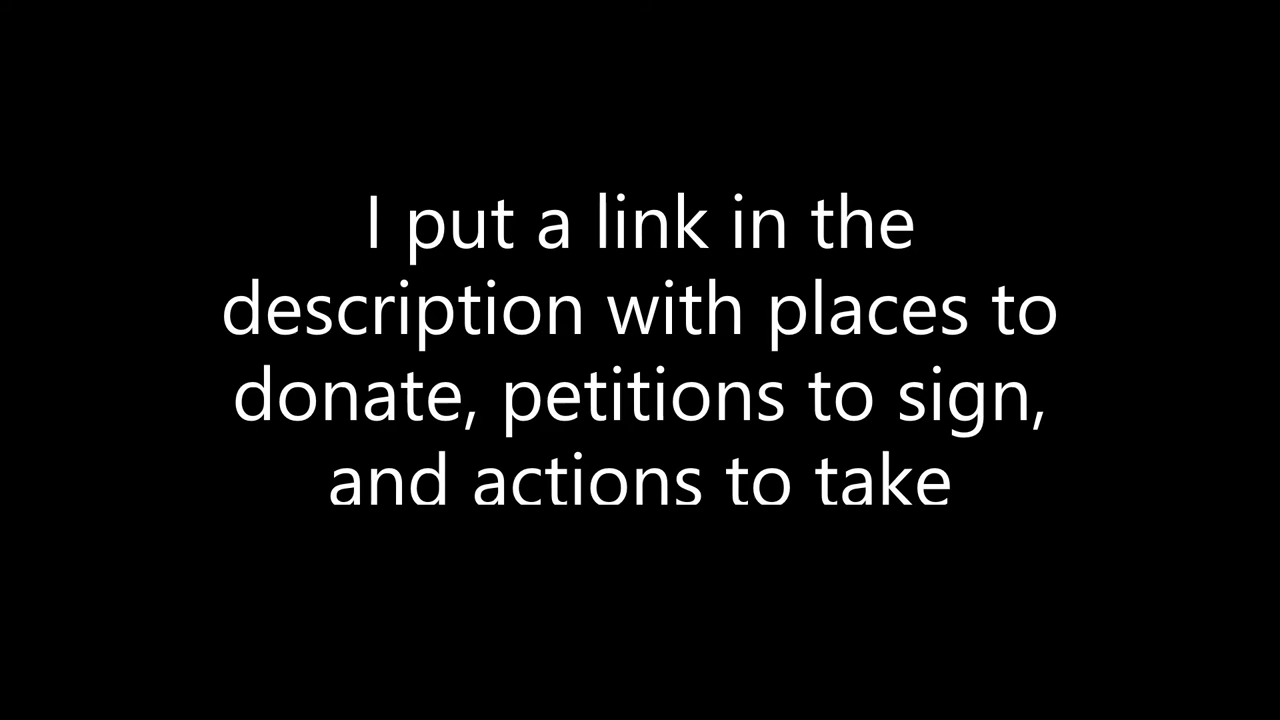 I put a link in the
description with places to
donate, petitions to sign,
and actions to take